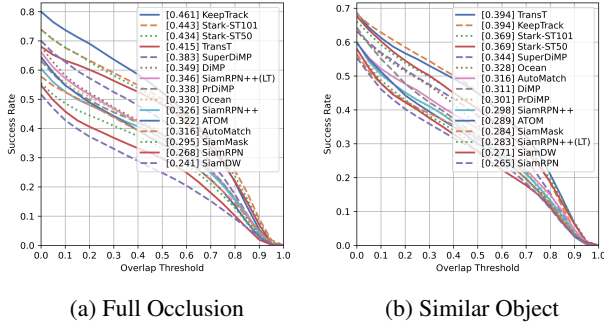 0.8
0.7
0.6
0.5
0.4
0.3
0.2
0.1
0.0
Success Rate
[0.461] KeepTrack
[0.443] Stark-ST101
[0.434] Stark-ST50
[0.415] TransT
[0.383] SuperDiMP
[0.349] DiMP
[0.346] SiamRPN++(LT)
[0.338] PrDiMP
[0.330] Ocean
[0.326] SiamRPN++
[0.322] ATOM
[0.316] AutoMatch
[0.295] SiamMask
[0.268] SiamRPN
[0.241] SiamDW
0.0 0.1 0.2 0.3 0.4 0.5 0.6 0.7 0.8 0.9 1.0
Overlap Threshold
(a) Full Occlusion
0.7
0.6
0.5
0.4
0.3
0.2
0.1
0.0
Success Rate
[0.394] TransT
[0.394] KeepTrack
[0.369] Stark-ST101
[0.369] Stark-ST50
[0.344] SuperDiMP
[0.328] Ocean
[0.316] AutoMatch
[0.311] DiMP
[0.301] PrDiMP
[0.298] SiamRPN++
[0.289] ATOM
[0.284] SiamMask
[0.283] SiamRPN++(LT)
[0.271] SiamDW
[0.265] SiamRPN
0.0 0.1 0.2 0.3 0.4 0.5 0.6 0.7 0.8 0.9 1.0
Overlap Threshold
(b) Similar Object